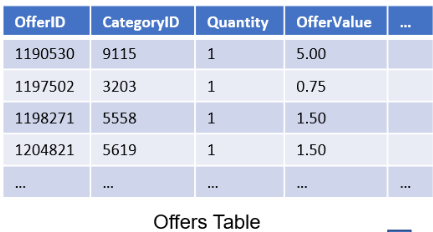 OfferID CategoryID Quantity OfferValue ...
1190530 9115 1 5.00
1197502 3203 1 0.75
1198271 5558 1 1.50
1204821 5619 1 1.50
... ... ... ... ...
Offers Table